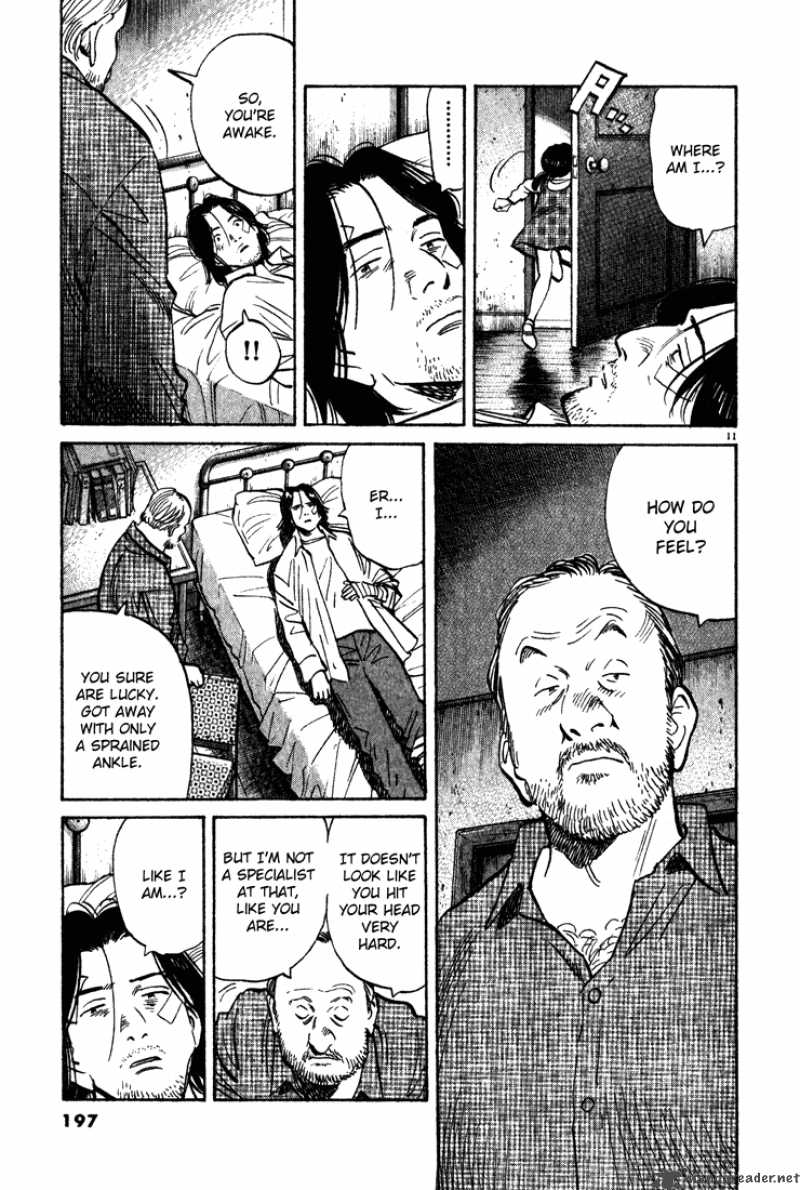 WHERE
AM I...?
.........
SO,
YOU'RE
AWAKE.
!!
11
HOW DO
YOU
FEEL?
ER...
I...
YOU SURE
ARE LUCKY.
GOT AWAY
WITH ONLY
A SPRAINED
ANKLE.
IT DOESN'T
LOOK LIKE
YOU HIT
YOUR HEAD
VERY
HARD.
BUT I'M NOT
A SPECIALIST
AT THAT,
LIKE YOU
ARE...
LIKE I
AM...?
197